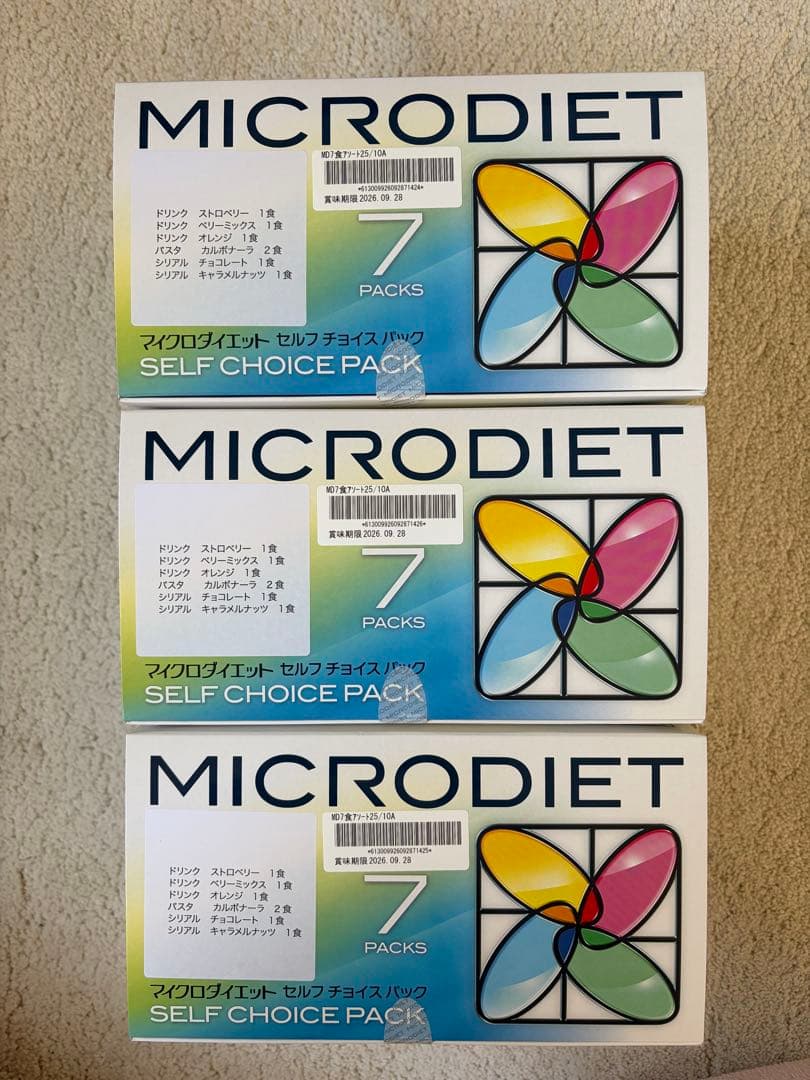 MICRODIET
MD7食アソート25/10A
*613009926092871424*
賞味期限 2026.09.28
ドリンク ストロベリー 1食
ドリンク ベリーミックス 1食
ドリンク オレンジ 1食
パスタ カルボナーラ 2食
シリアル チョコレート 1食
シリアル キャラメルナッツ 1食
7
PACKS
マイクロダイエット セルフ チョイス パック
SELF CHOICE PACK
MICRODIET
MD7食アソート25/10A
*613009926092871426*
賞味期限 2026.09.28
ドリンク ストロベリー 1食
ドリンク ベリーミックス 1食
ドリンク オレンジ 1食
パスタ カルボナーラ 2食
シリアル チョコレート 1食
シリアル キャラメルナッツ 1食
7
PACKS
マイクロダイエット セルフ チョイス パック
SELF CHOICE PACK
MICRODIET
MD7食アソート25/10A
*613009926092871425*
賞味期限 2026.09.28
ドリンク ストロベリー 1食
ドリンク ベリーミックス 1食
ドリンク オレンジ 1食
パスタ カルボナーラ 2食
シリアル チョコレート 1食
シリアル キャラメルナッツ 1食
7
PACKS
マイクロダイエット セルフ チョイス パック
SELF CHOICE PACK